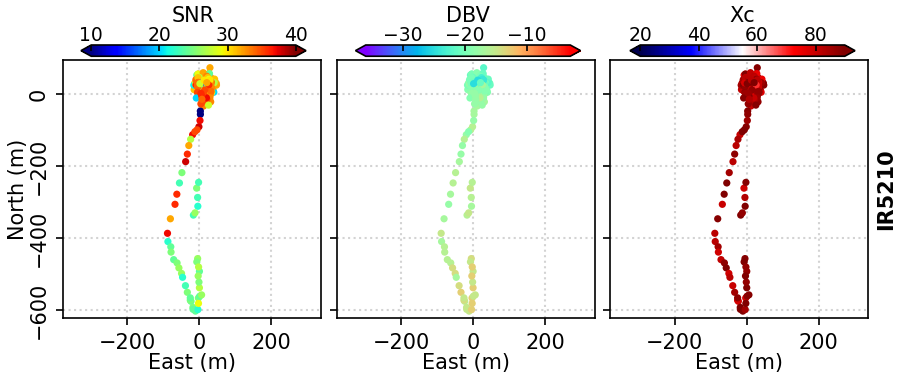 SNR DBV Xc
10 20 30 40 −30 −20 −10 20 40 60 80
North (m)
0
−200
−400
−600
IR5210
−200 0 200 −200 0 200 −200 0 200
East (m) East (m) East (m)